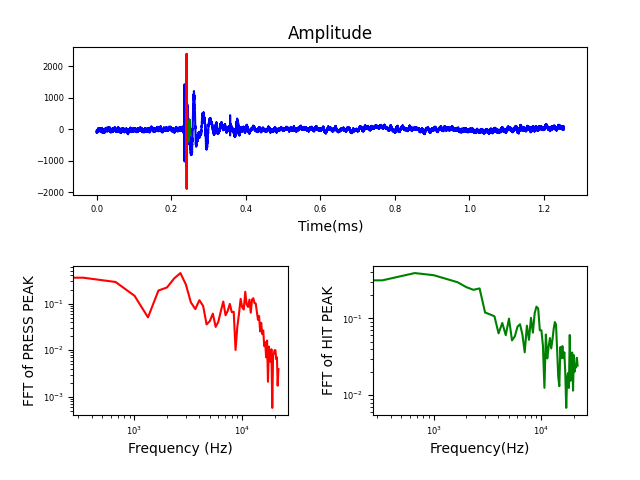 Amplitude
2000
1000
0
−1000
−2000
0.0 0.2 0.4 0.6 0.8 1.0 1.2
Time(ms)
FFT of PRESS PEAK
10⁻¹
10⁻²
10⁻³
10³ 10⁴
Frequency (Hz)
FFT of HIT PEAK
10⁻¹
10⁻²
10³ 10⁴
Frequency(Hz)